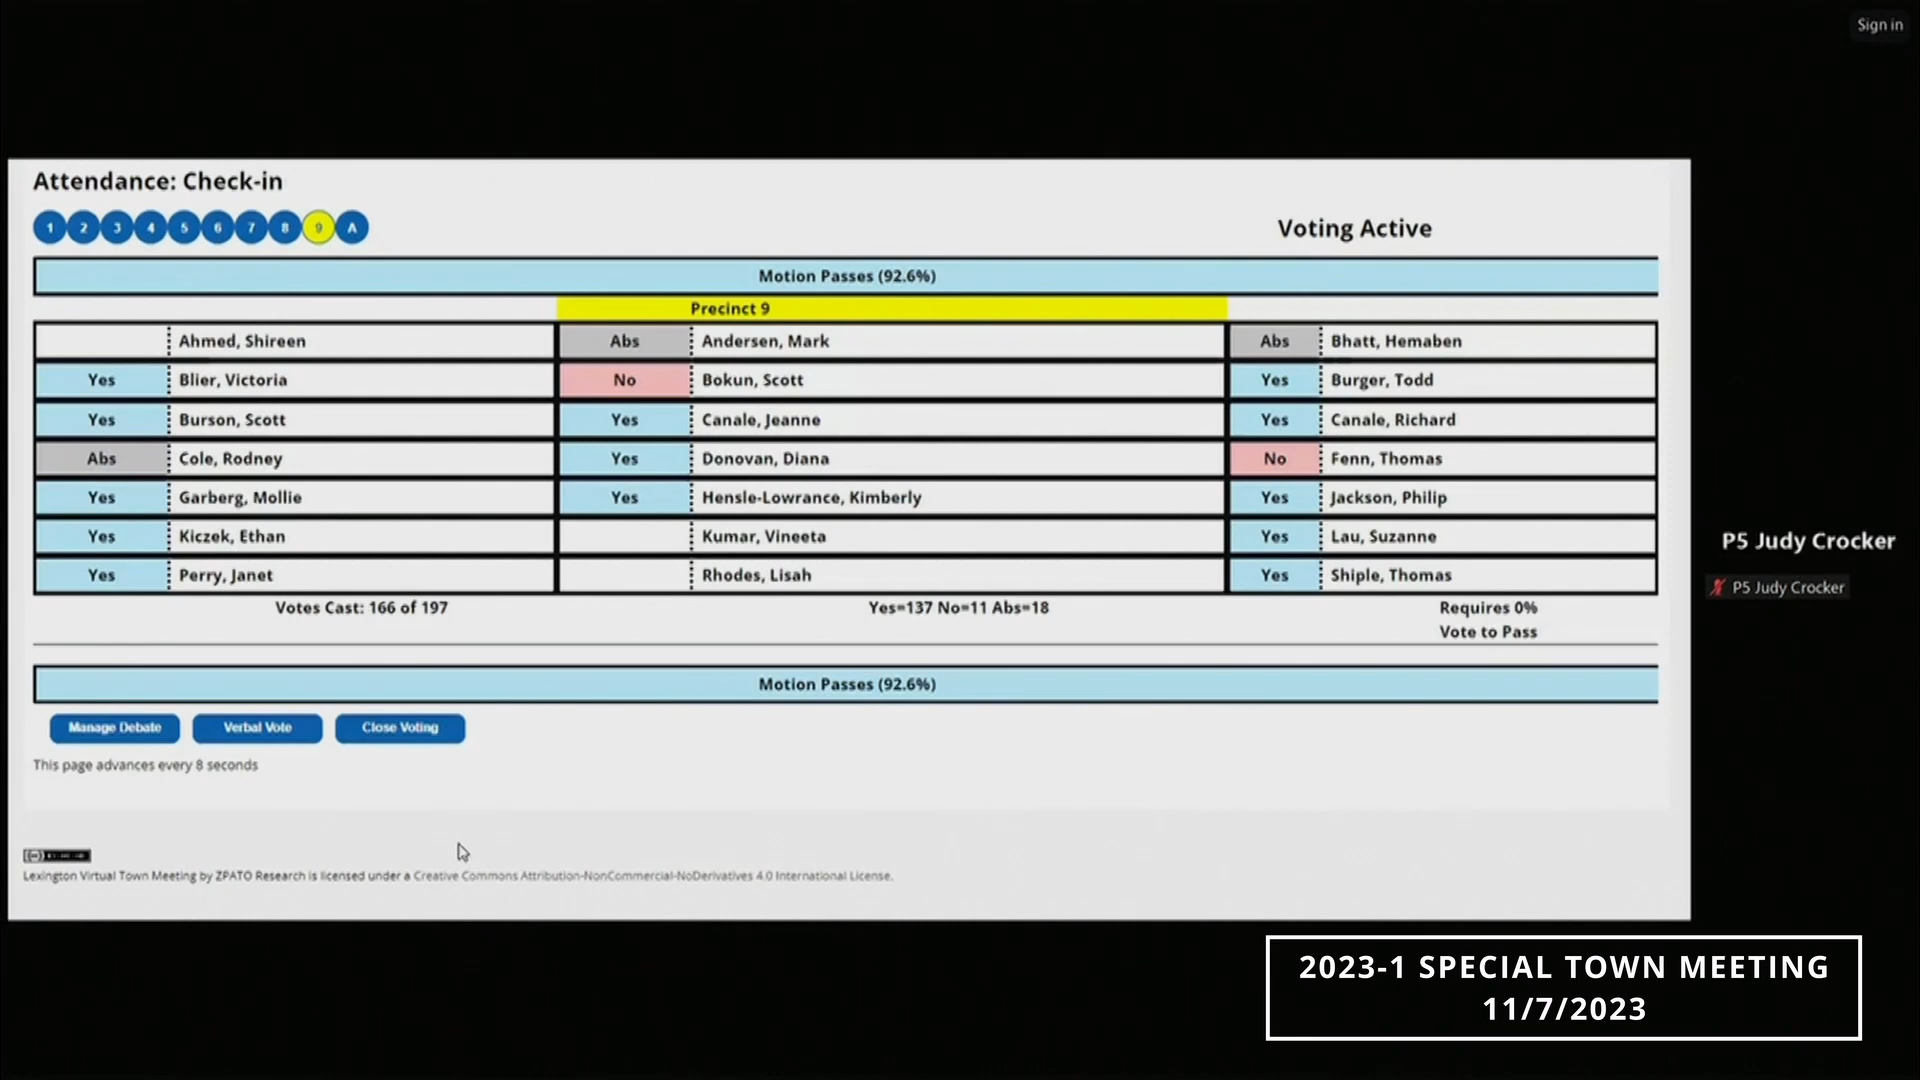 Sign in
Attendance: Check-in
1 2 3 4 5 6 7 8 9 A
Voting Active
Motion Passes (92.6%)
Precinct 9
Ahmed, Shireen Abs Andersen, Mark Abs Bhatt, Hemaben
Yes Blier, Victoria No Bokun, Scott Yes Burger, Todd
Yes Burson, Scott Yes Canale, Jeanne Yes Canale, Richard
Abs Cole, Rodney Yes Donovan, Diana No Fenn, Thomas
Yes Garberg, Mollie Yes Hensle-Lowrance, Kimberly Yes Jackson, Philip
Yes Kiczek, Ethan Kumar, Vineeta Yes Lau, Suzanne
Yes Perry, Janet Rhodes, Lisah Yes Shiple, Thomas
Votes Cast: 166 of 197 Yes=137 No=11 Abs=18 Requires 0%
Vote to Pass
Motion Passes (92.6%)
Manage Debate Verbal Vote Close Voting
This page advances every 8 seconds
Lexington Virtual Town Meeting by ZPATO Research is licensed under a Creative Commons Attribution-NonCommercial-NoDerivatives 4.0 International License.
P5 Judy Crocker
P5 Judy Crocker
2023-1 SPECIAL TOWN MEETING
11/7/2023